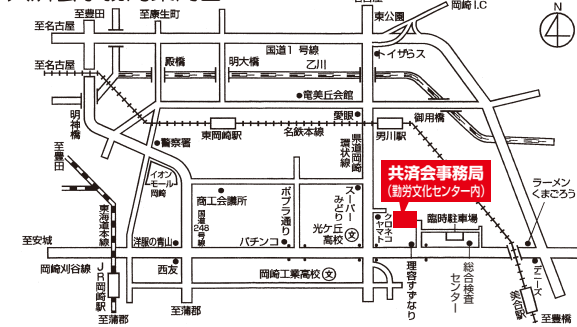 至豊田
至康生町
岡崎I.C
東公園
N
至名古屋
国道1号線
トイザらス
至名古屋
殿橋
明大橋
乙川
竜美丘会館
明神橋
愛眼
御用橋
東岡崎駅
名鉄本線
男川駅
警察署
県道岡崎環状線
至豊田
イオンモール岡崎
共済会事務局
(勤労文化センター内)
商工会議所
ポプラ通り
スーパーみどり
ラーメンくまごろう
東海道本線
国道248号線
光ケ丘高校
文
クロネコヤマト
臨時駐車場
至安城
洋服の青山
パチンコ
岡崎刈谷線
西友
岡崎工業高校
文
理容すずなり
総合検査センター
デニーズ
JR岡崎駅
美合駅
至蒲郡
至蒲郡
至豊橋